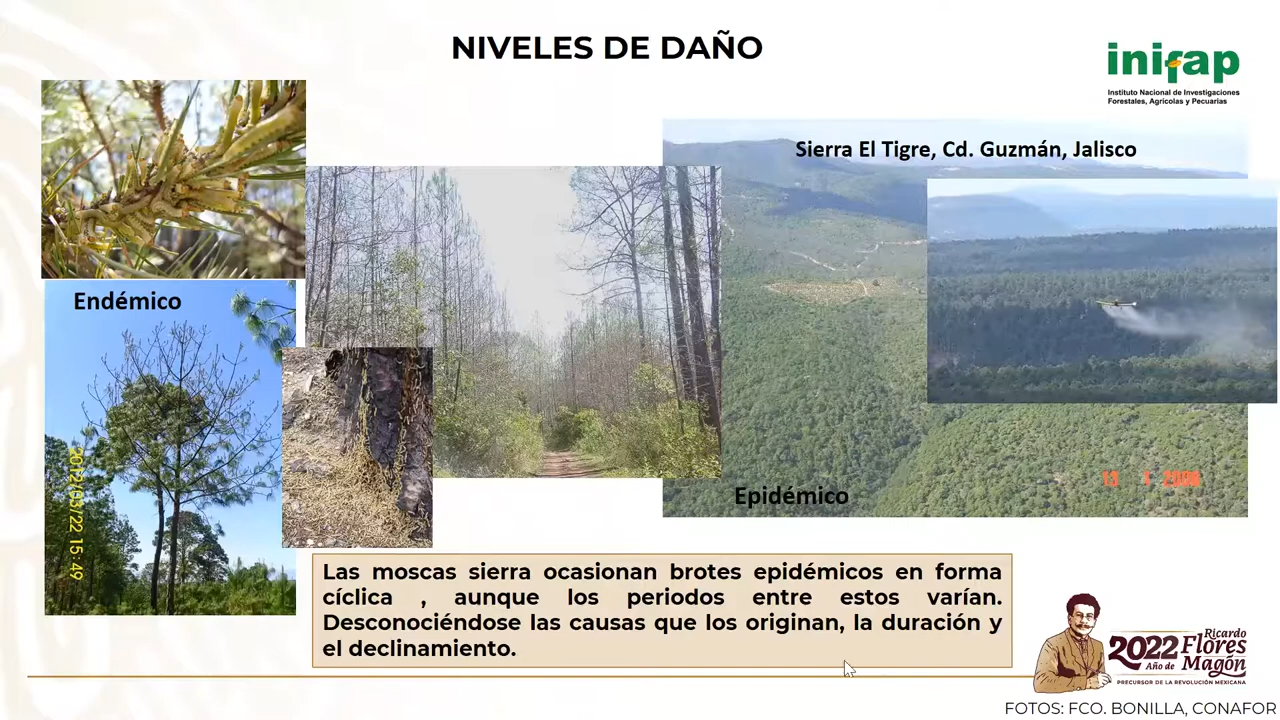 NIVELES DE DAÑO
inifap
Instituto Nacional de Investigaciones
Forestales, Agrícolas y Pecuarias
Sierra El Tigre, Cd. Guzmán, Jalisco
Endémico
2012/03/22 15:49
Epidémico
Las moscas sierra ocasionan brotes epidémicos en forma
cíclica , aunque los periodos entre estos varían.
Desconociéndose las causas que los originan, la duración y
el declinamiento.
2022 Ricardo
Año de Flores
Magón
PRECURSOR DE LA REVOLUCIÓN MEXICANA
FOTOS: FCO. BONILLA, CONAFOR